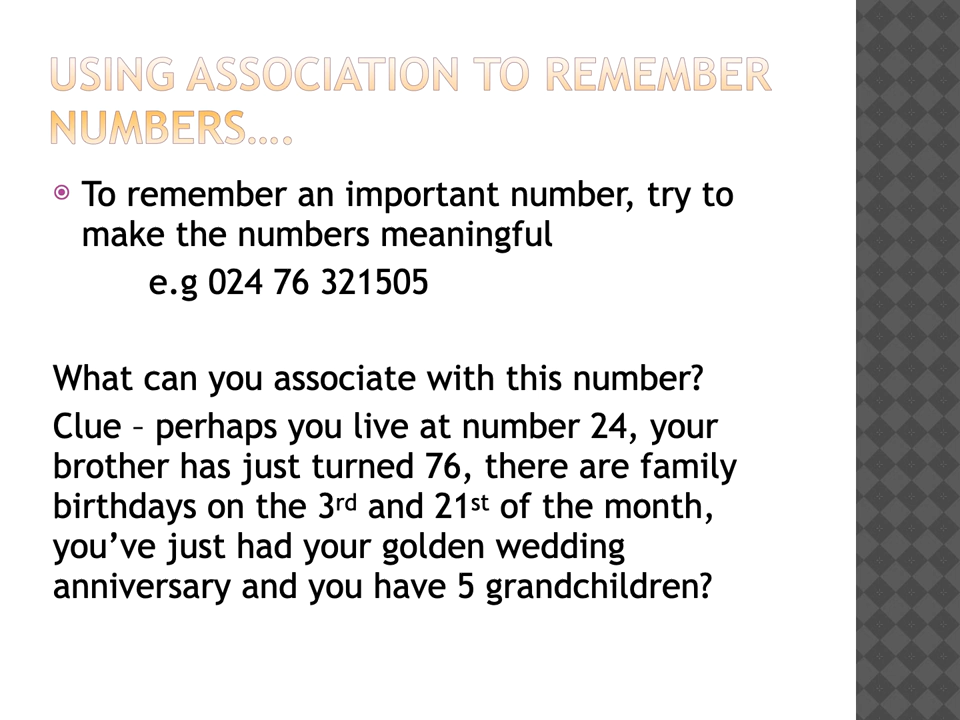 USING ASSOCIATION TO REMEMBER
NUMBERS….
To remember an important number, try to
make the numbers meaningful
e.g 024 76 321505
What can you associate with this number?
Clue – perhaps you live at number 24, your
brother has just turned 76, there are family
birthdays on the 3rd and 21st of the month,
you’ve just had your golden wedding
anniversary and you have 5 grandchildren?